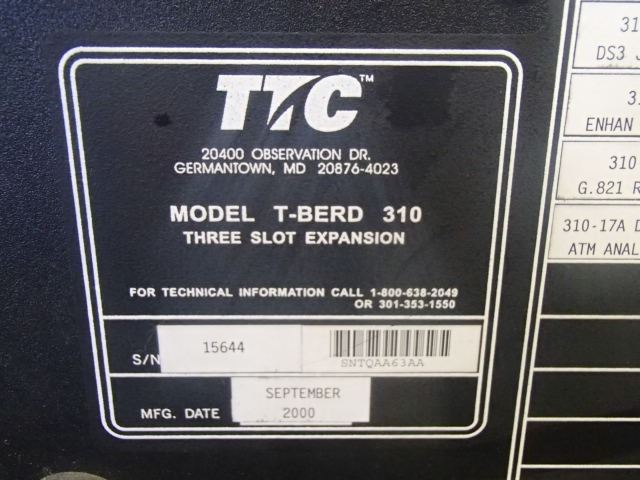 TTC™
20400 OBSERVATION DR.
GERMANTOWN, MD 20876-4023
MODEL T-BERD 310
THREE SLOT EXPANSION
FOR TECHNICAL INFORMATION CALL 1-800-638-2049
OR 301-353-1550
S/N 15644
SNTQAA63AA
MFG. DATE SEPTEMBER
2000
DS3
ENHAN
310-
G.821
310-17A
ATM